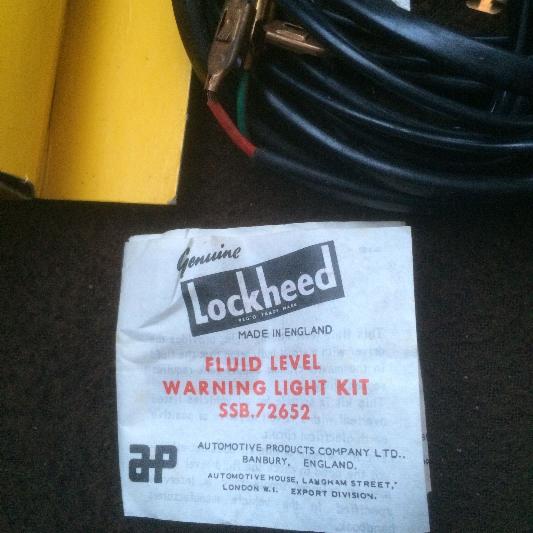 Genuine
Lockheed
REG'D TRADE MARK
MADE IN ENGLAND
FLUID LEVEL
WARNING LIGHT KIT
SSB.72652
ap
AUTOMOTIVE PRODUCTS COMPANY LTD.,
BANBURY, ENGLAND.
AUTOMOTIVE HOUSE, LANGHAM STREET,
LONDON W.1. EXPORT DIVISION.